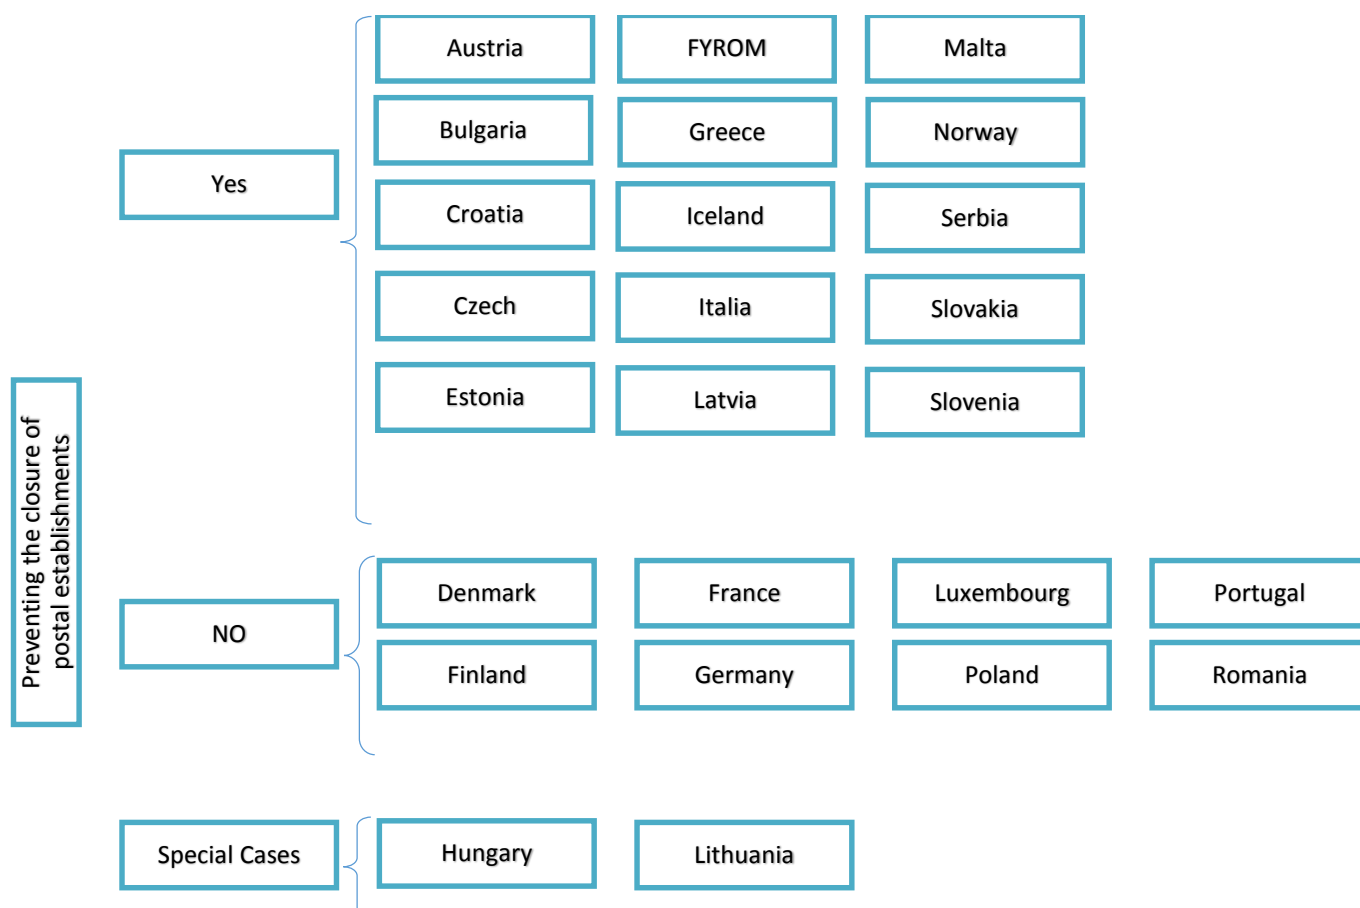 Preventing the closure of
postal establishments
Yes
Austria
FYROM
Malta
Bulgaria
Greece
Norway
Croatia
Iceland
Serbia
Czech
Italia
Slovakia
Estonia
Latvia
Slovenia
NO
Denmark
France
Luxembourg
Portugal
Finland
Germany
Poland
Romania
Special Cases
Hungary
Lithuania